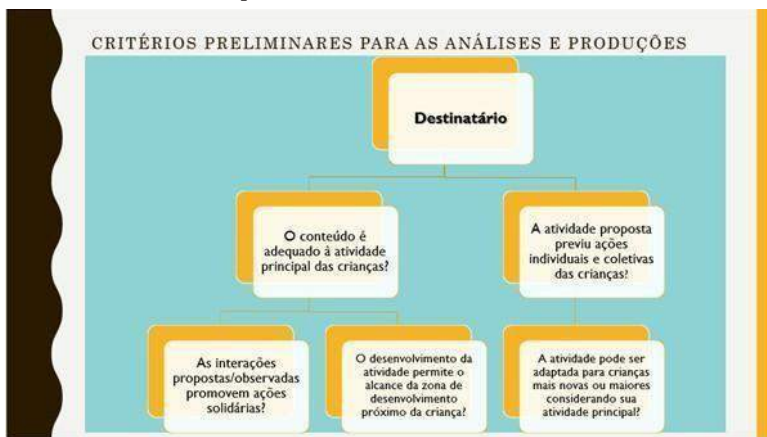 CRITÉRIOS PRELIMINARES PARA AS ANÁLISES E PRODUÇÕES
Destinatário
O conteúdo é
adequado à atividade
principal das crianças?
A atividade proposta
previu ações
individuais e coletivas
das crianças?
As interações
propostas/observadas
promovem ações
solidárias?
O desenvolvimento da
atividade permite o
alcance da zona de
desenvolvimento
próximo da criança?
A atividade pode ser
adaptada para crianças
mais novas ou maiores
considerando sua
atividade principal?